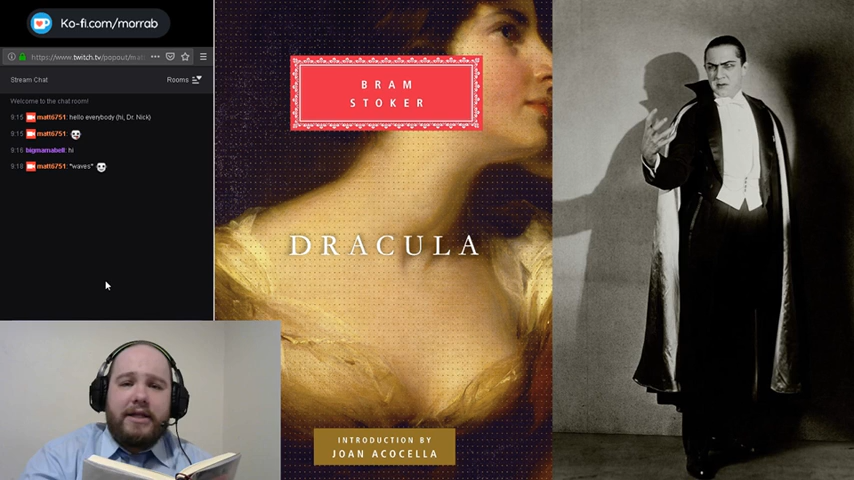 Ko-fi.com/morrab
https://www.twitch.tv/popout/mat
Stream Chat
Rooms
Welcome to the chat room!
9:15 matt6751: hello everybody (hi, Dr. Nick)
9:15 matt6751:
9:16 bigmamabell: hi
9:18 matt6751: "waves"
BRAM
STOKER
DRACULA
INTRODUCTION BY
JOAN ACOCELLA